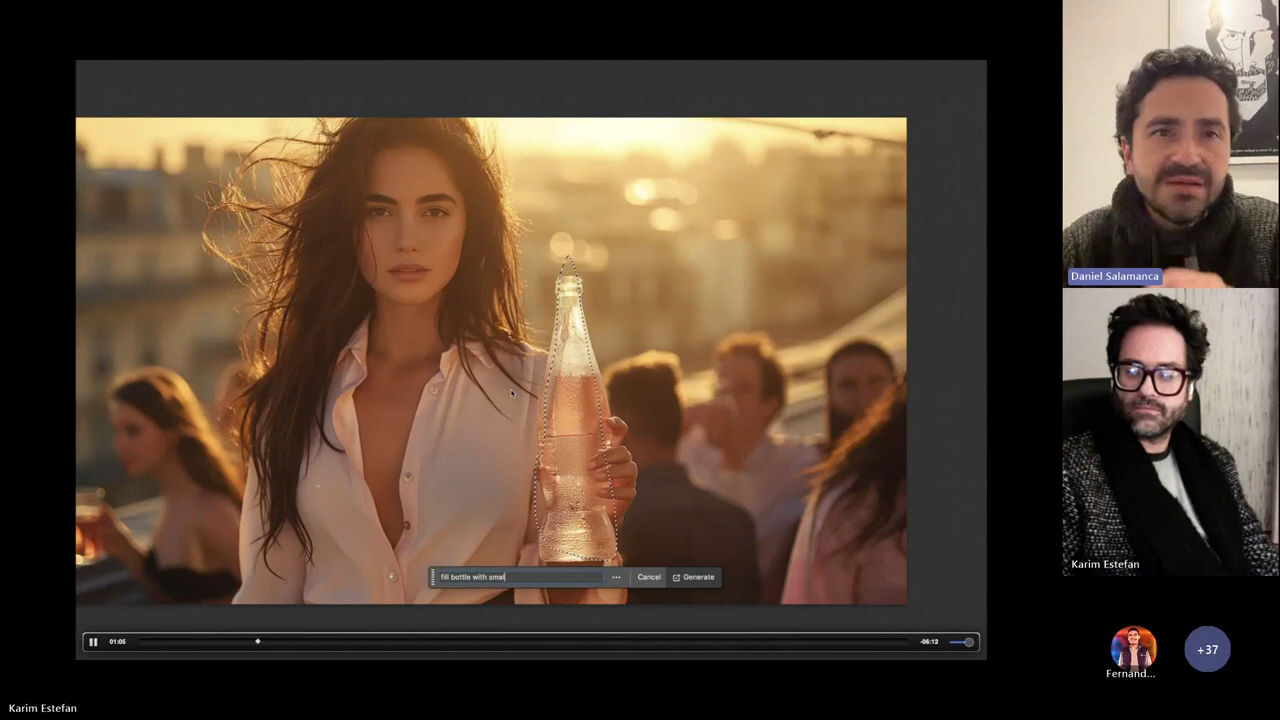 Daniel Salamanca
fill bottle with smal
Cancel
Generate
Karim Estefan
01:05
-06:12
+37
Fernand...
Karim Estefan